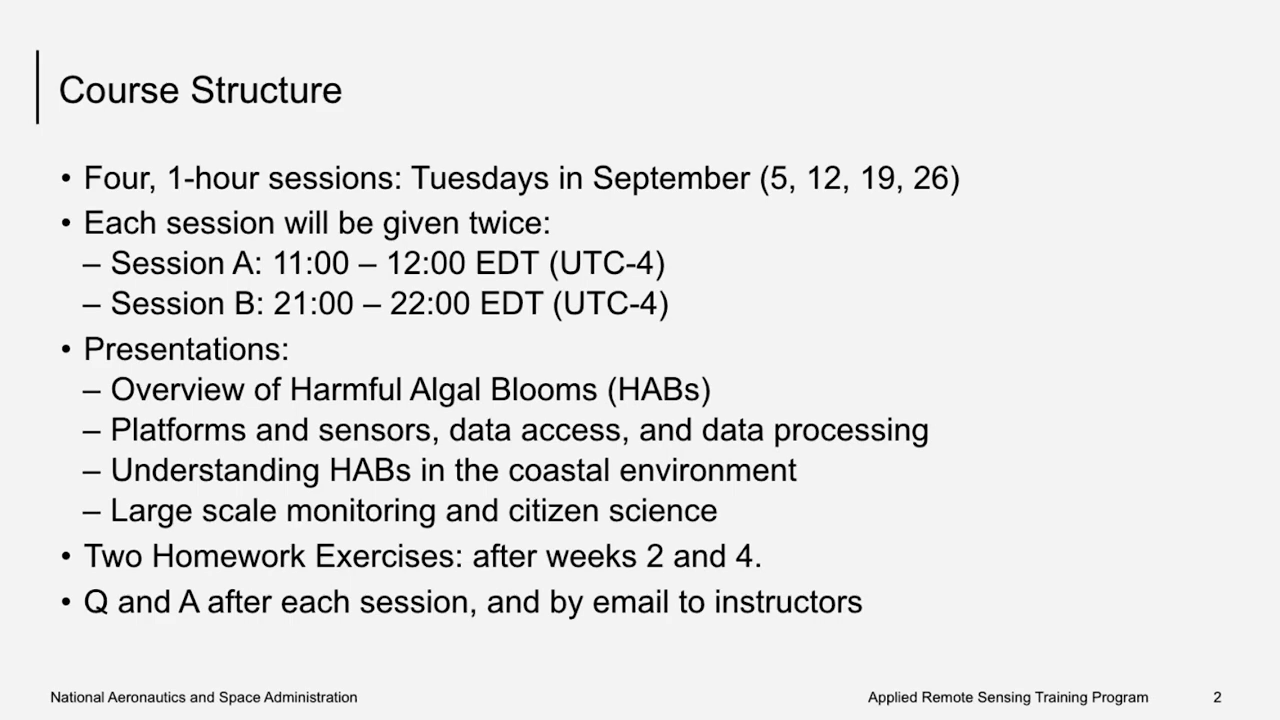 Course Structure
• Four, 1-hour sessions: Tuesdays in September (5, 12, 19, 26)
• Each session will be given twice:
– Session A: 11:00 – 12:00 EDT (UTC-4)
– Session B: 21:00 – 22:00 EDT (UTC-4)
• Presentations:
– Overview of Harmful Algal Blooms (HABs)
– Platforms and sensors, data access, and data processing
– Understanding HABs in the coastal environment
– Large scale monitoring and citizen science
• Two Homework Exercises: after weeks 2 and 4.
• Q and A after each session, and by email to instructors
National Aeronautics and Space Administration
Applied Remote Sensing Training Program
2